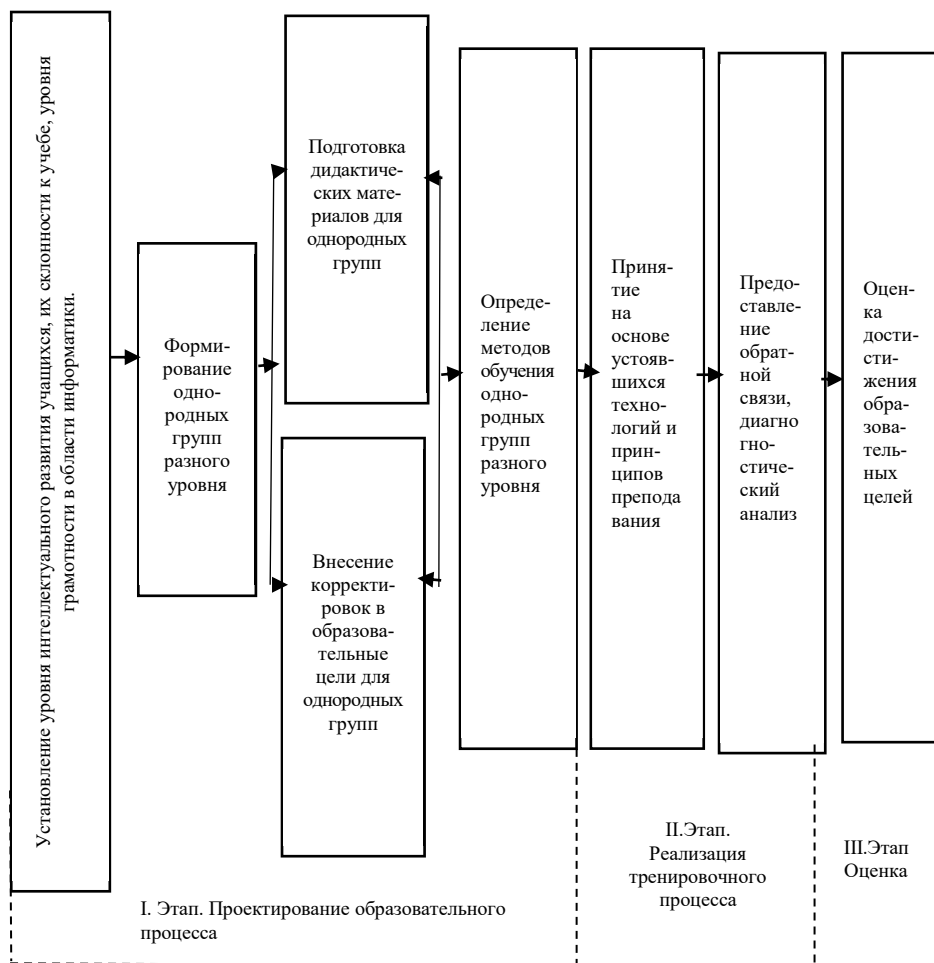 Установление уровня интеллектуального развития учащихся, их склонности к учебе, уровня
грамотности в области информатики.
Форми-
рование
одно-
родных
групп
разного
уровня
Подготовка
дидактиче-
ских мате-
риалов для
однородных
групп
Внесение
корректи-
ровок в
образова-
тельные
цели для
однородных
групп
Опреде-
ление
методов
обучения
одно-
родных
групп
разного
уровня
Приня-
тие
на
основе
устояв-
шихся
технол-
огий и
прин-
ципов
препода
вания
Предо-
ставле-
ние
обрат-
ной
связи,
диагно
гности-
ческий
анализ
Оцен-
ка
дости-
сти-
жения
обра-
зова-
тель-
ных
целей
I. Этап. Проектирование образовательного
процесса
II.Этап.
Реализация
тренировочного
процесса
III.Этап
Оценка